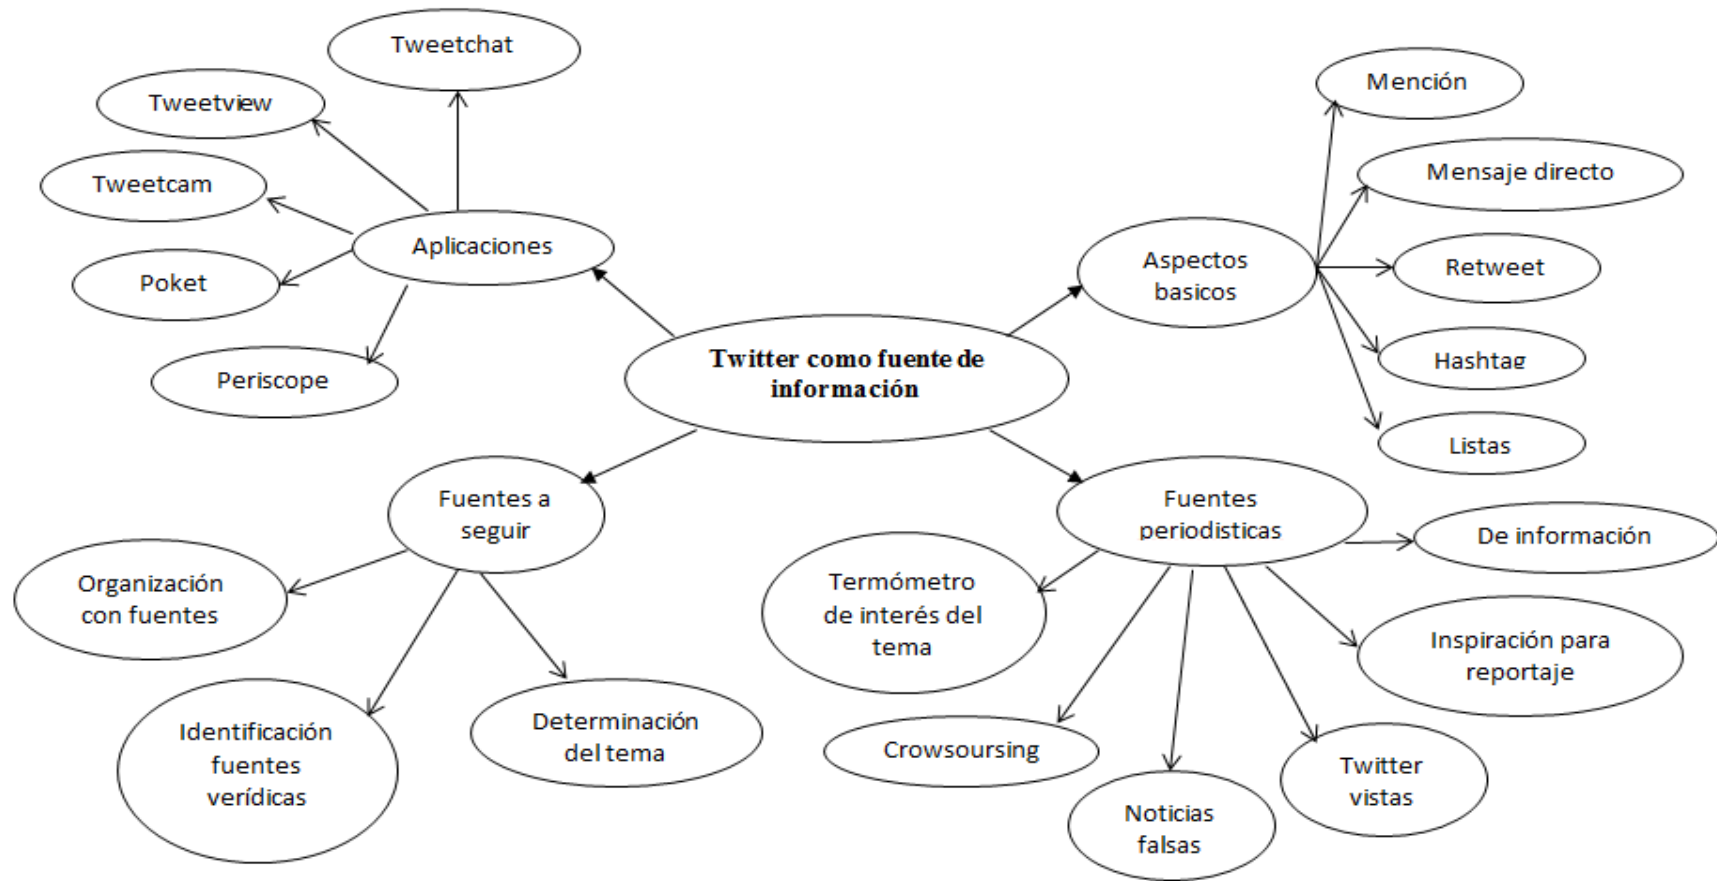 Tweetchat
Tweetview
Tweetcam
Poket
Periscope
Aplicaciones
Mención
Mensaje directo
Retweet
Hashtag
Listas
Aspectos
basicos
Twitter como fuente de
información
Fuentes a
seguir
Organización
con fuentes
Identificación
fuentes
verídicas
Determinación
del tema
Fuentes
periodisticas
De información
Inspiración para
reportaje
Twitter
vistas
Noticias
falsas
Crowsoursing
Termómetro
de interés del
tema